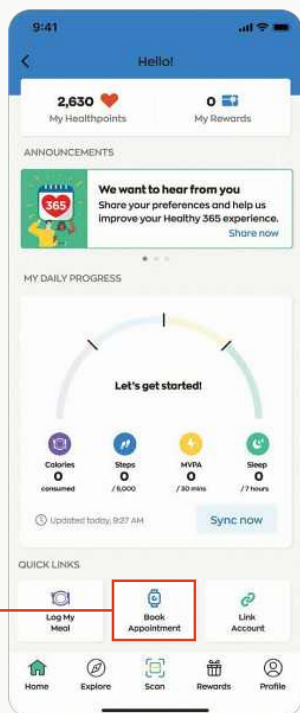 9:41
Hello!
2,630 0
My Healthpoints My Rewards
ANNOUNCEMENTS
365
We want to hear from you
Share your preferences and help us
improve your Healthy 365 experience.
Share now
MY DAILY PROGRESS
Let's get started!
Calories Steps MVPA Sleep
0 0 0 0
consumed /5,000 /30 mins /7 hours
Updated today, 9:27 AM Sync now
QUICK LINKS
Log My Book Link
Meal Appointment Account
Home Explore Scan Rewards Profile